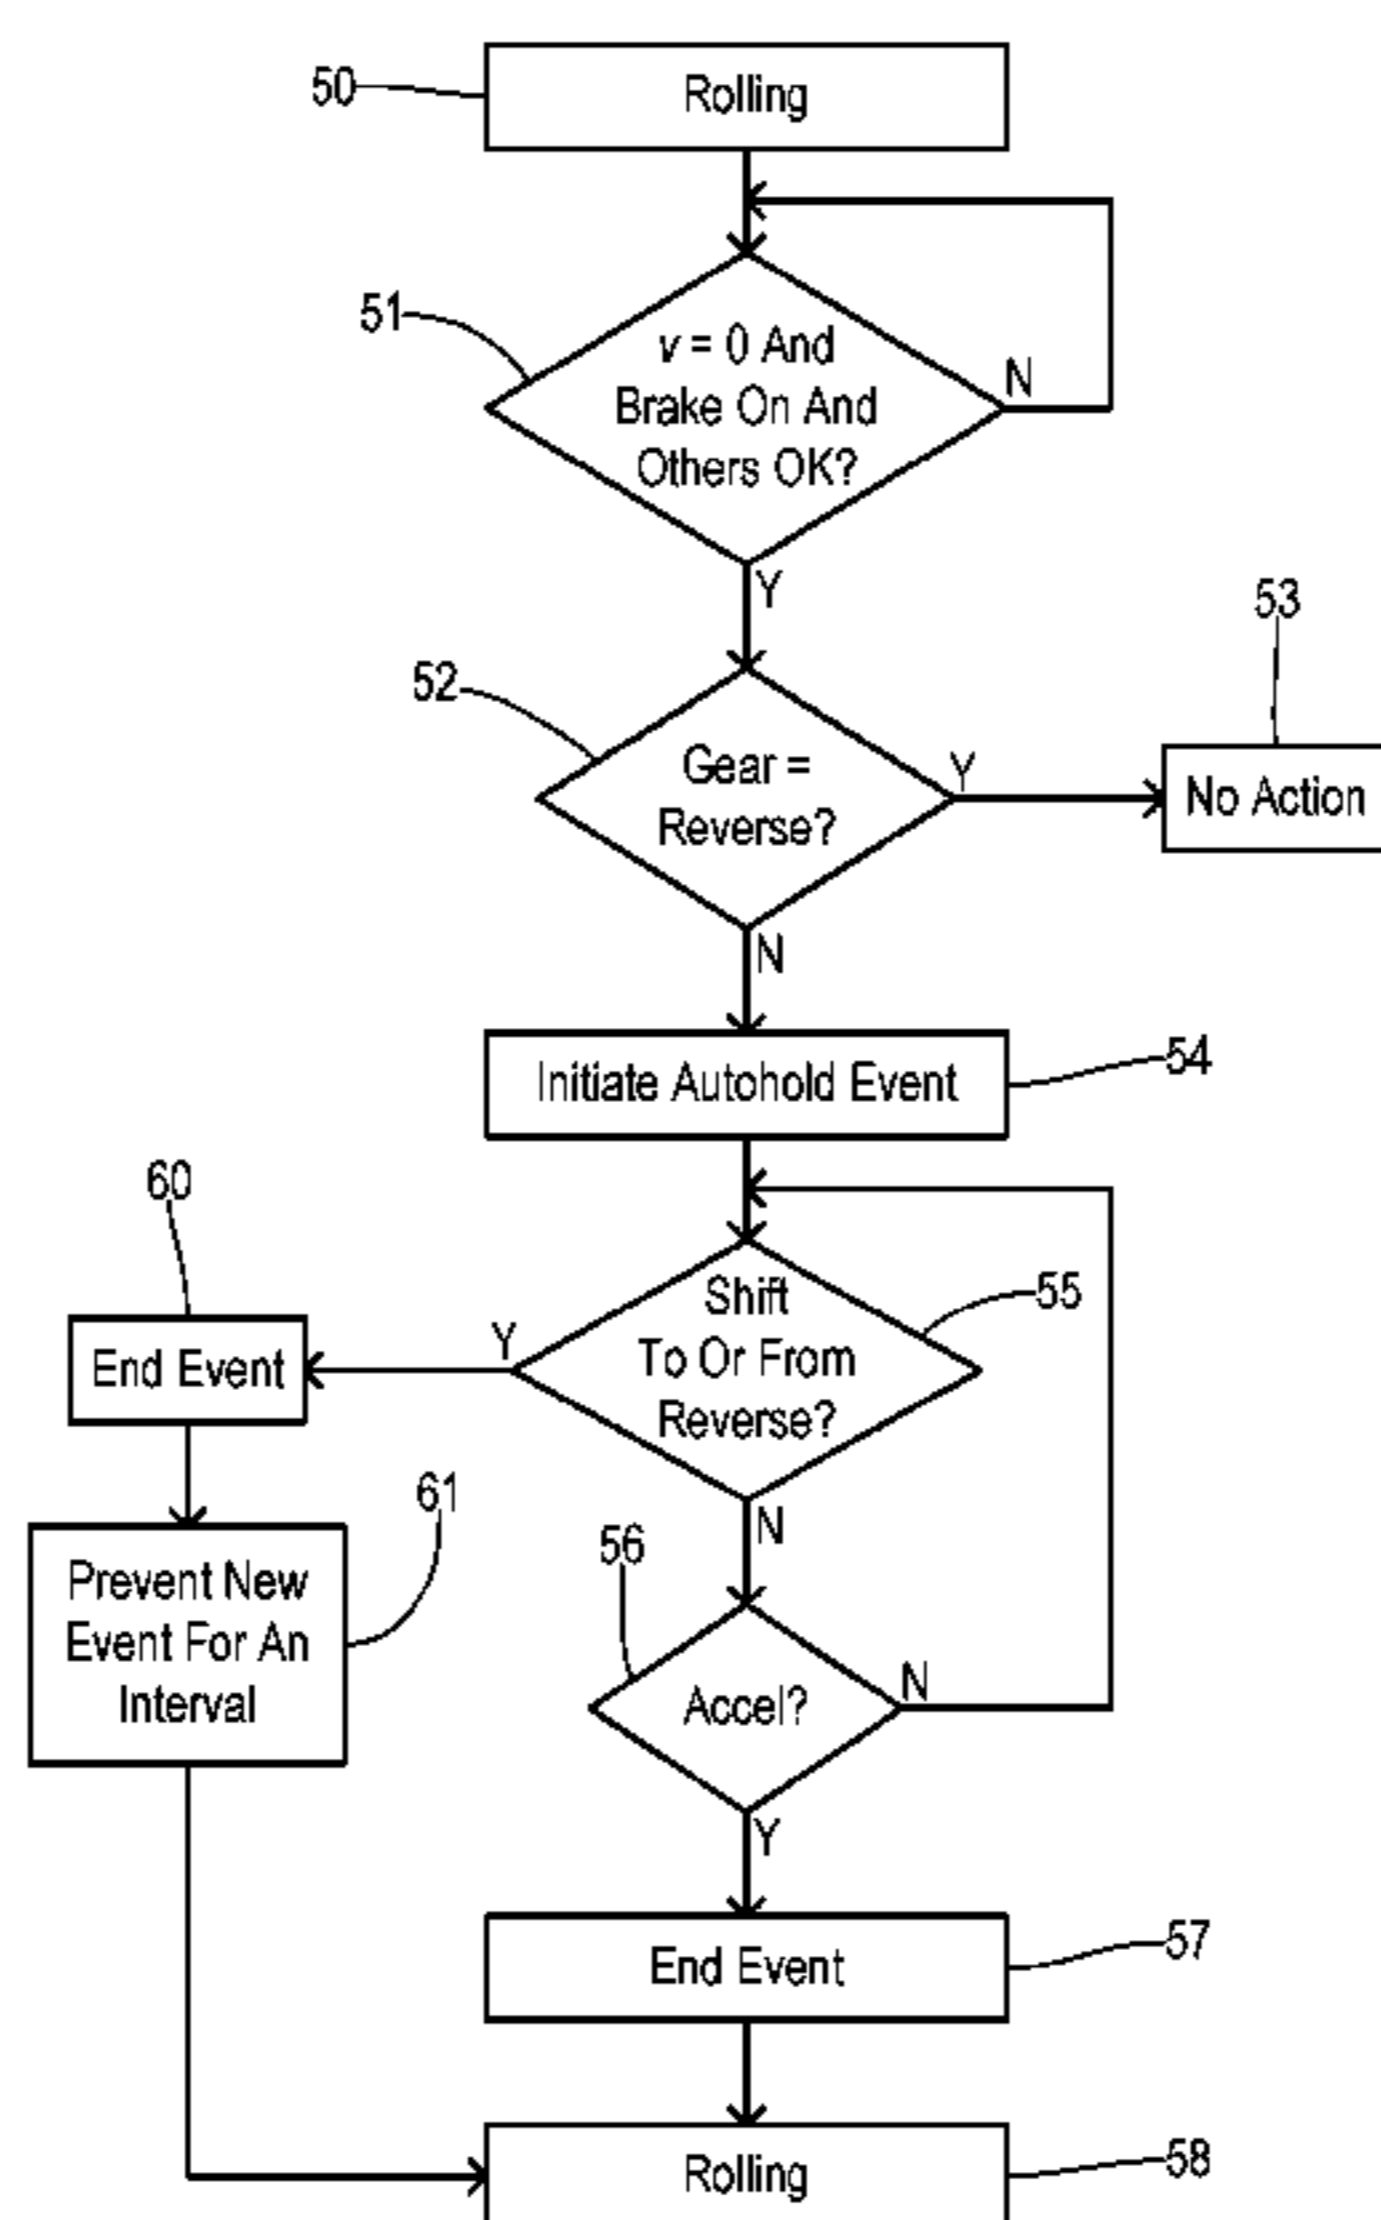 50
Rolling
51
v = 0 And
Brake On And
Others OK?
N
Y
52
Gear =
Reverse?
Y
53
No Action
N
Initiate Autohold Event
54
60
End Event
Y
Shift
To Or From
Reverse?
55
61
Prevent New
Event For An
Interval
N
56
Accel?
N
Y
End Event
57
Rolling
58